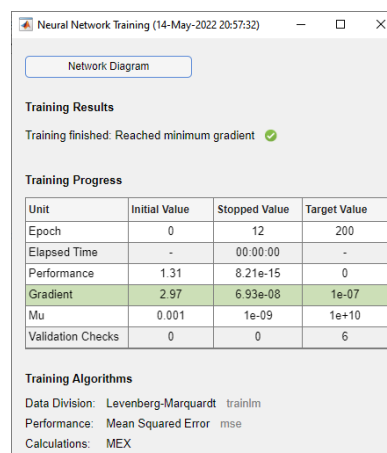 Neural Network Training (14-May-2022 20:57:32)
Network Diagram
Training Results
Training finished: Reached minimum gradient
Training Progress
Unit Initial Value Stopped Value Target Value
Epoch 0 12 200
Elapsed Time - 00:00:00 -
Performance 1.31 8.21e-15 0
Gradient 2.97 6.93e-08 1e-07
Mu 0.001 1e-09 1e+10
Validation Checks 0 0 6
Training Algorithms
Data Division: Levenberg-Marquardt trainlm
Performance: Mean Squared Error mse
Calculations: MEX